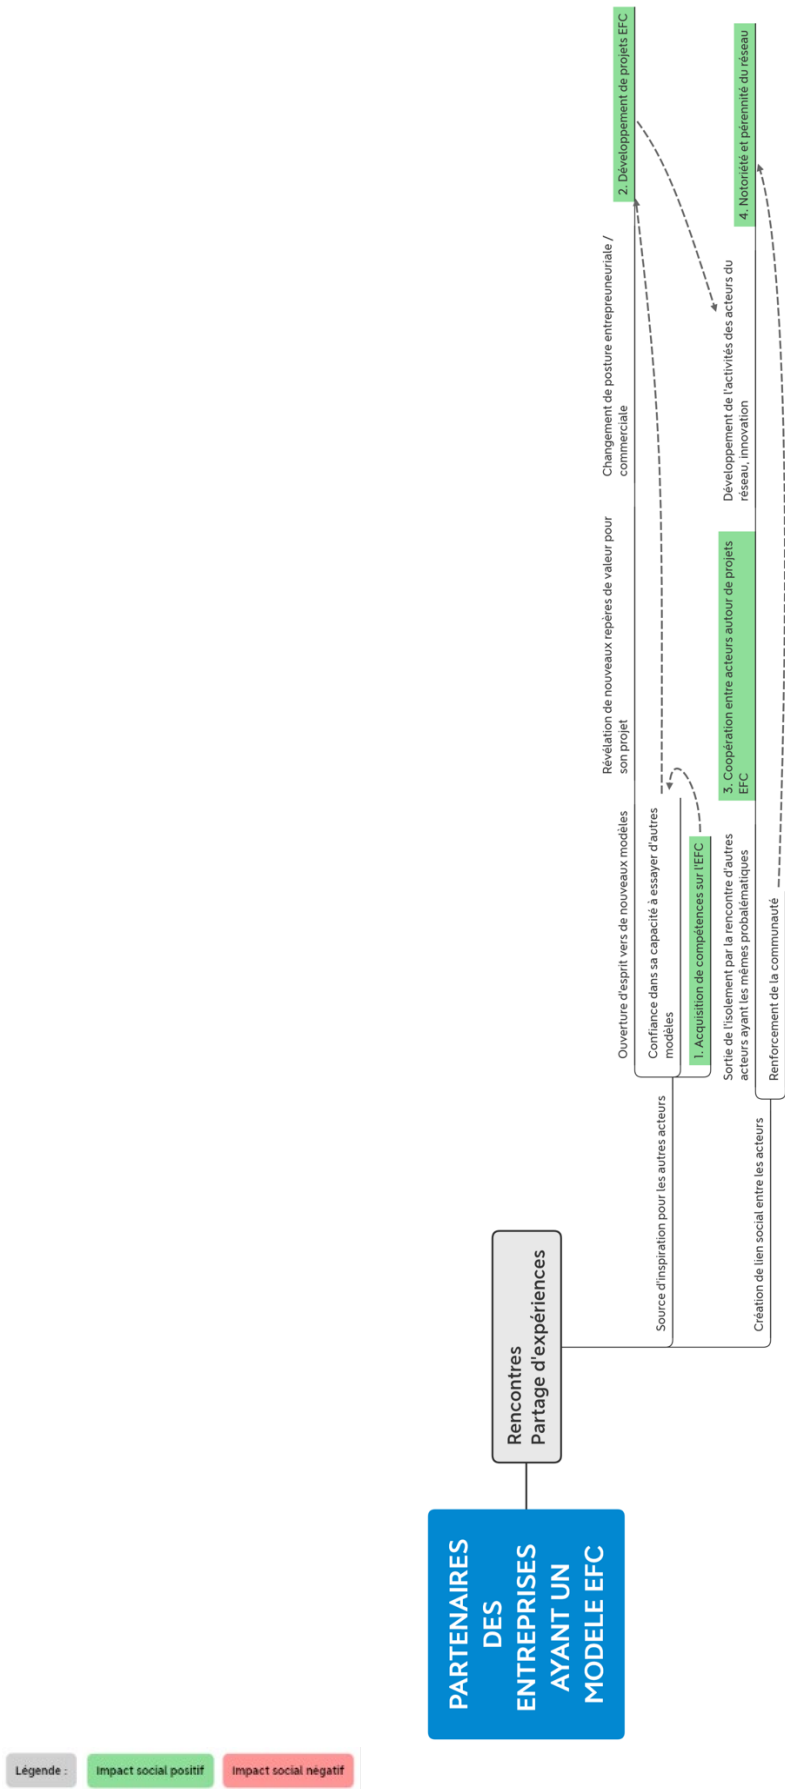 PARTENAIRES
DES
ENTREPRISES
AYANT UN
MODELE EFC
Rencontres
Partage d'expériences
Source d'inspiration pour les autres acteurs
Ouverture d'esprit vers de nouveaux modèles
Révélation de nouveaux repères de valeur pour
son projet
Changement de posture entrepreuneuriale /
commerciale
2. Développement de projets EFC
Confiance dans sa capacité à essayer d'autres
modèles
1. Acquisition de compétences sur l'EFC
Création de lien social entre les acteurs
Sortie de l'isolement par la rencontre d'autres
acteurs ayant les mêmes probalématiques
3. Coopération entre acteurs autour de projets
EFC
Développement de l'activités des acteurs du
réseau, innovation
4. Notoriété et pérennité du réseau
Renforcement de la communauté
Légende :
Impact social positif
Impact social négatif